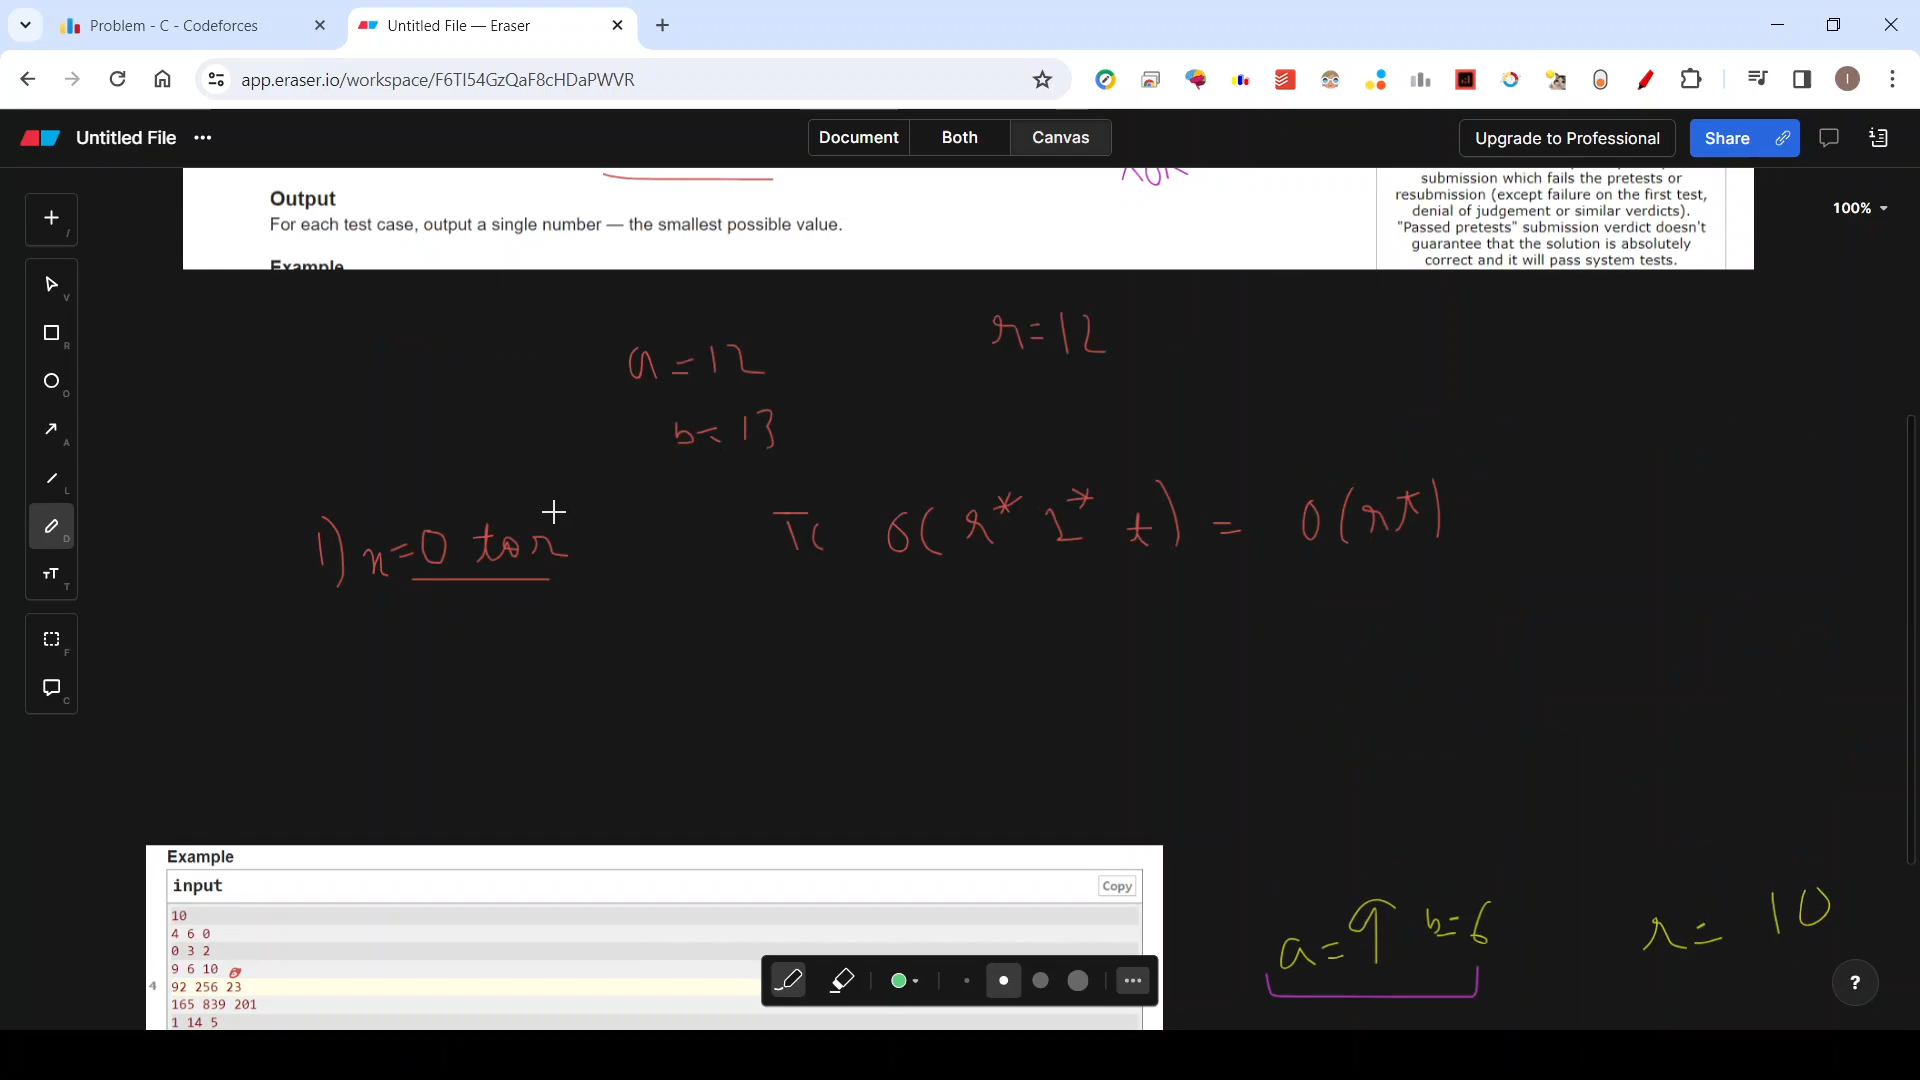 Problem - C - Codeforces
Untitled File — Eraser
app.eraser.io/workspace/F6TI54GzQaF8cHDaPWVR
I
Untitled File
Document
Both
Canvas
Upgrade to Professional
Share
100%
submission which fails the pretests or
resubmission (except failure on the first test,
denial of judgement or similar verdicts).
"Passed pretests" submission verdict doesn't
guarantee that the solution is absolutely
correct and it will pass system tests.
XOR
Output
For each test case, output a single number — the smallest possible value.
Example
a = 12
r = 12
b = 13
1) x = 0 to r
TC O( r * 2 * t ) = O(rt)
/
V
R
O
A
L
D
T
F
C
Example
input
Copy
10
4 6 0
0 3 2
9 6 10
4
92 256 23
165 839 201
1 14 5
a = 9 b = 6
r = 10
?